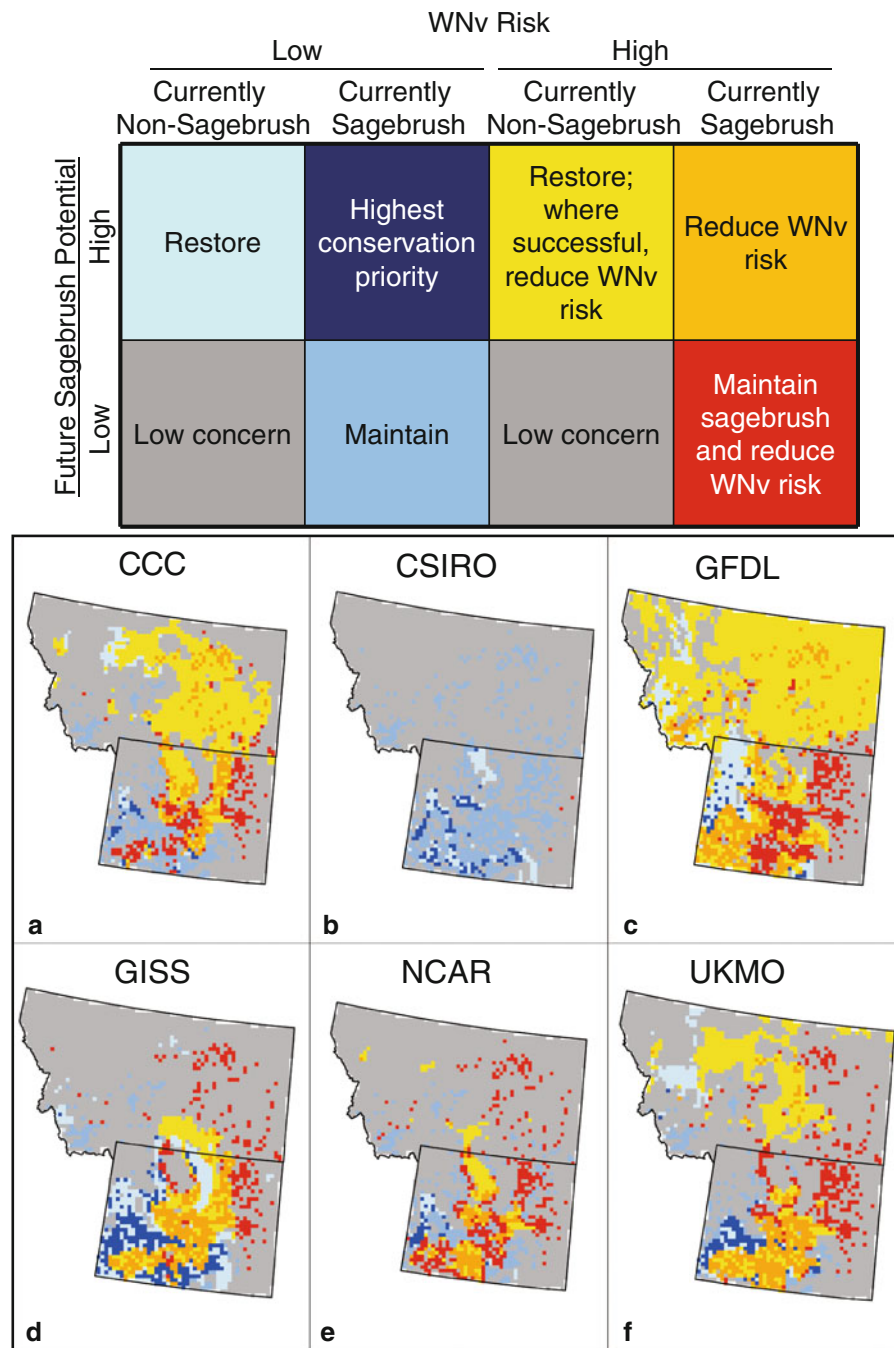 WNv Risk
Low
High
Currently
Non-Sagebrush
Currently
Sagebrush
Currently
Non-Sagebrush
Currently
Sagebrush
Future Sagebrush Potential
High
Low
Restore
Highest
conservation
priority
Restore;
where
successful,
reduce WNv
risk
Reduce WNv
risk
Low concern
Maintain
Low concern
Maintain
sagebrush
and reduce
WNv risk
CCC
a
CSIRO
b
GFDL
c
GISS
d
NCAR
e
UKMO
f